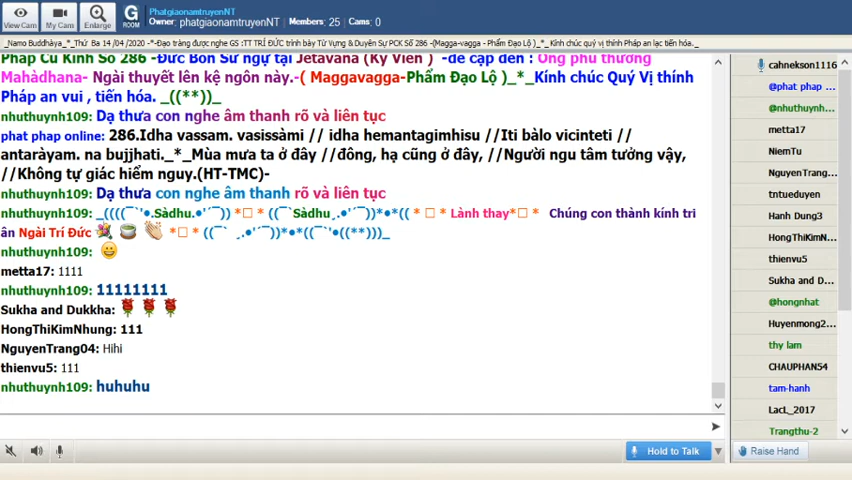 View Cam
My Cam
Enlarge
G
ROOM
PhatgiaonamtruyenNT
Owner: phatgiaonamtruyenNT | Members: 25 | Cams: 0
_Namo Buddhàya_*_Thứ Ba 14 /04 /2020 -*-Đạo tràng được nghe GS :TT TRÍ ĐỨC trình bày Từ Vựng & Duyên Sự PCK Số 286 -(Magga-vagga - Phẩm Đạo Lộ )_*_ Kính chúc quý vị thính Pháp an lạc tiến hóa._
Pháp Cú Kinh Số 286 -Đức Bổn Sư ngự tại Jetavana (Kỳ Viên ) -đề cập đến : Ông phú thương
Mahàdhana- Ngài thuyết lên kệ ngôn này.-( Maggavagga-Phẩm Đạo Lộ )_*_Kính chúc Quý Vị thính
Pháp an vui , tiến hóa. _((**))_
nhuthuynh109: Dạ thưa con nghe âm thanh rõ và liên tục
phat phap online: 286.Idha vassam. vasissàmi // idha hemantagimhisu //Iti bàlo vicinteti //
antaràyam. na bujjhati._*_Mùa mưa ta ở đây //đông, hạ cũng ở đây, //Người ngu tâm tưởng vậy,
//Không tự giác hiểm nguy.(HT-TMC)-
nhuthuynh109: Dạ thưa con nghe âm thanh rõ và liên tục
nhuthuynh109: _((((¯`'•.Sàdhu.•'´¯)) *□ * ((¯`Sàdhu¸.•'´¯))*•*(( * □ * Lành thay*□ * Chúng con thành kính tri
ân Ngài Trí Đức *□ * ((¯` ¸.•'´¯))*•*((¯`'•((**)))_
nhuthuynh109:
metta17: 1111
nhuthuynh109: 11111111
Sukha and Dukkha:
HongThiKimNhung: 111
NguyenTrang04: Hihi
thienvu5: 111
nhuthuynh109: huhuhu
Hold to Talk
cahnekson1116
@phat phap ...
@nhuthuynh...
metta17
NiemTu
NguyenTrang...
tntueduyen
Hanh Dung3
HongThiKimN...
thienvu5
Sukha and Du...
@hongnhat
Huyenmong2...
thy lam
CHAUPHAN54
tam-hanh
LacL_2017
Trangthu-2
Raise Hand